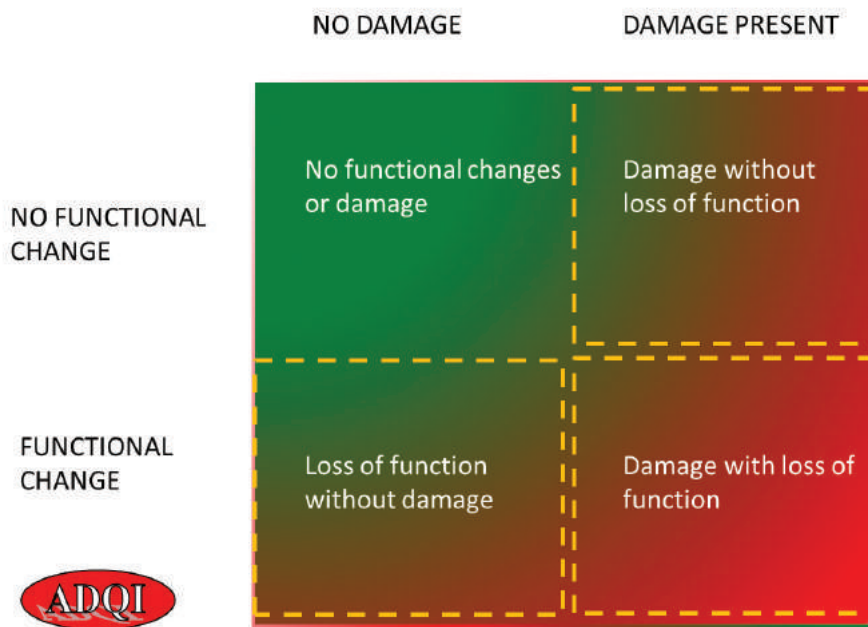 NO DAMAGE
DAMAGE PRESENT
NO FUNCTIONAL
CHANGE
No functional changes
or damage
Damage without
loss of function
FUNCTIONAL
CHANGE
Loss of function
without damage
Damage with loss of
function
ADQI